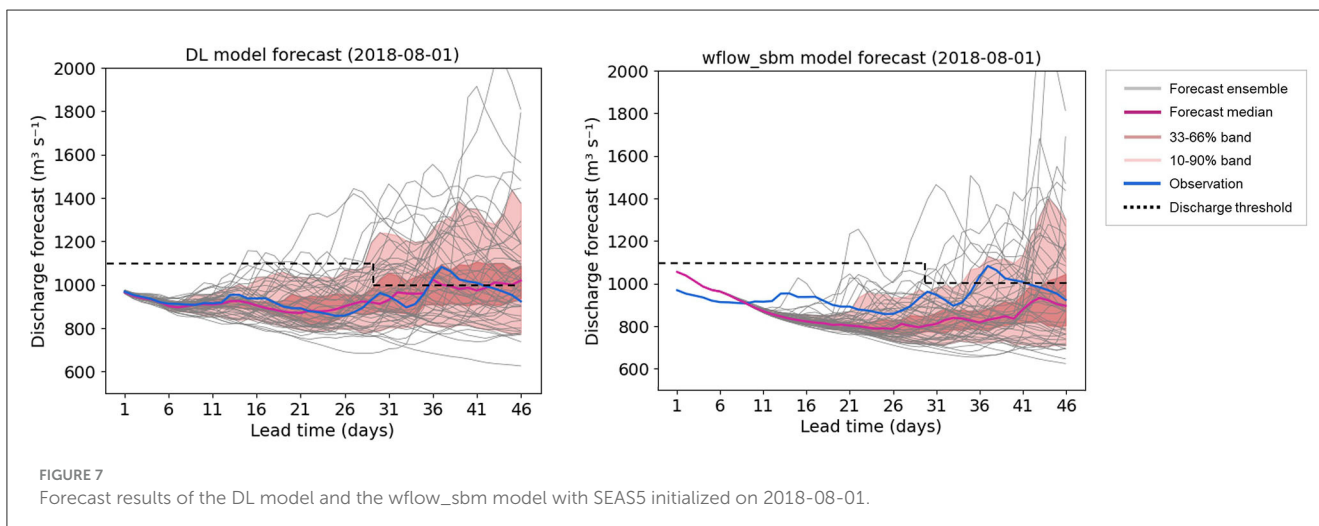 DL model forecast (2018-08-01)
2000
1800
1600
1400
1200
1000
800
600
Discharge forecast (m³ s⁻¹)
1 6 11 16 21 26 31 36 41 46
Lead time (days)
wflow_sbm model forecast (2018-08-01)
2000
1800
1600
1400
1200
1000
800
600
Discharge forecast (m³ s⁻¹)
1 6 11 16 21 26 31 36 41 46
Lead time (days)
Forecast ensemble
Forecast median
33-66% band
10-90% band
Observation
Discharge threshold
FIGURE 7
Forecast results of the DL model and the wflow_sbm model with SEAS5 initialized on 2018-08-01.